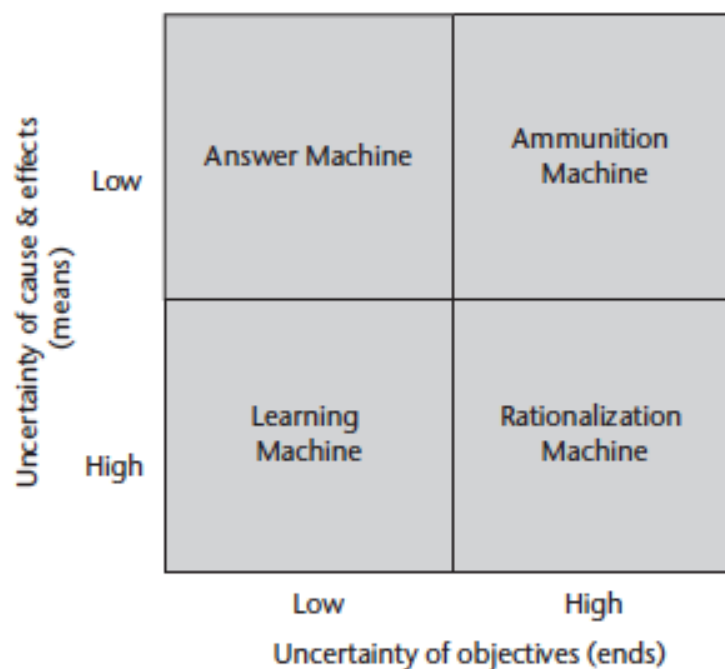 Uncertainty of cause & effects
(means)
Low
Answer Machine
Ammunition
Machine
High
Learning
Machine
Rationalization
Machine
Low
High
Uncertainty of objectives (ends)